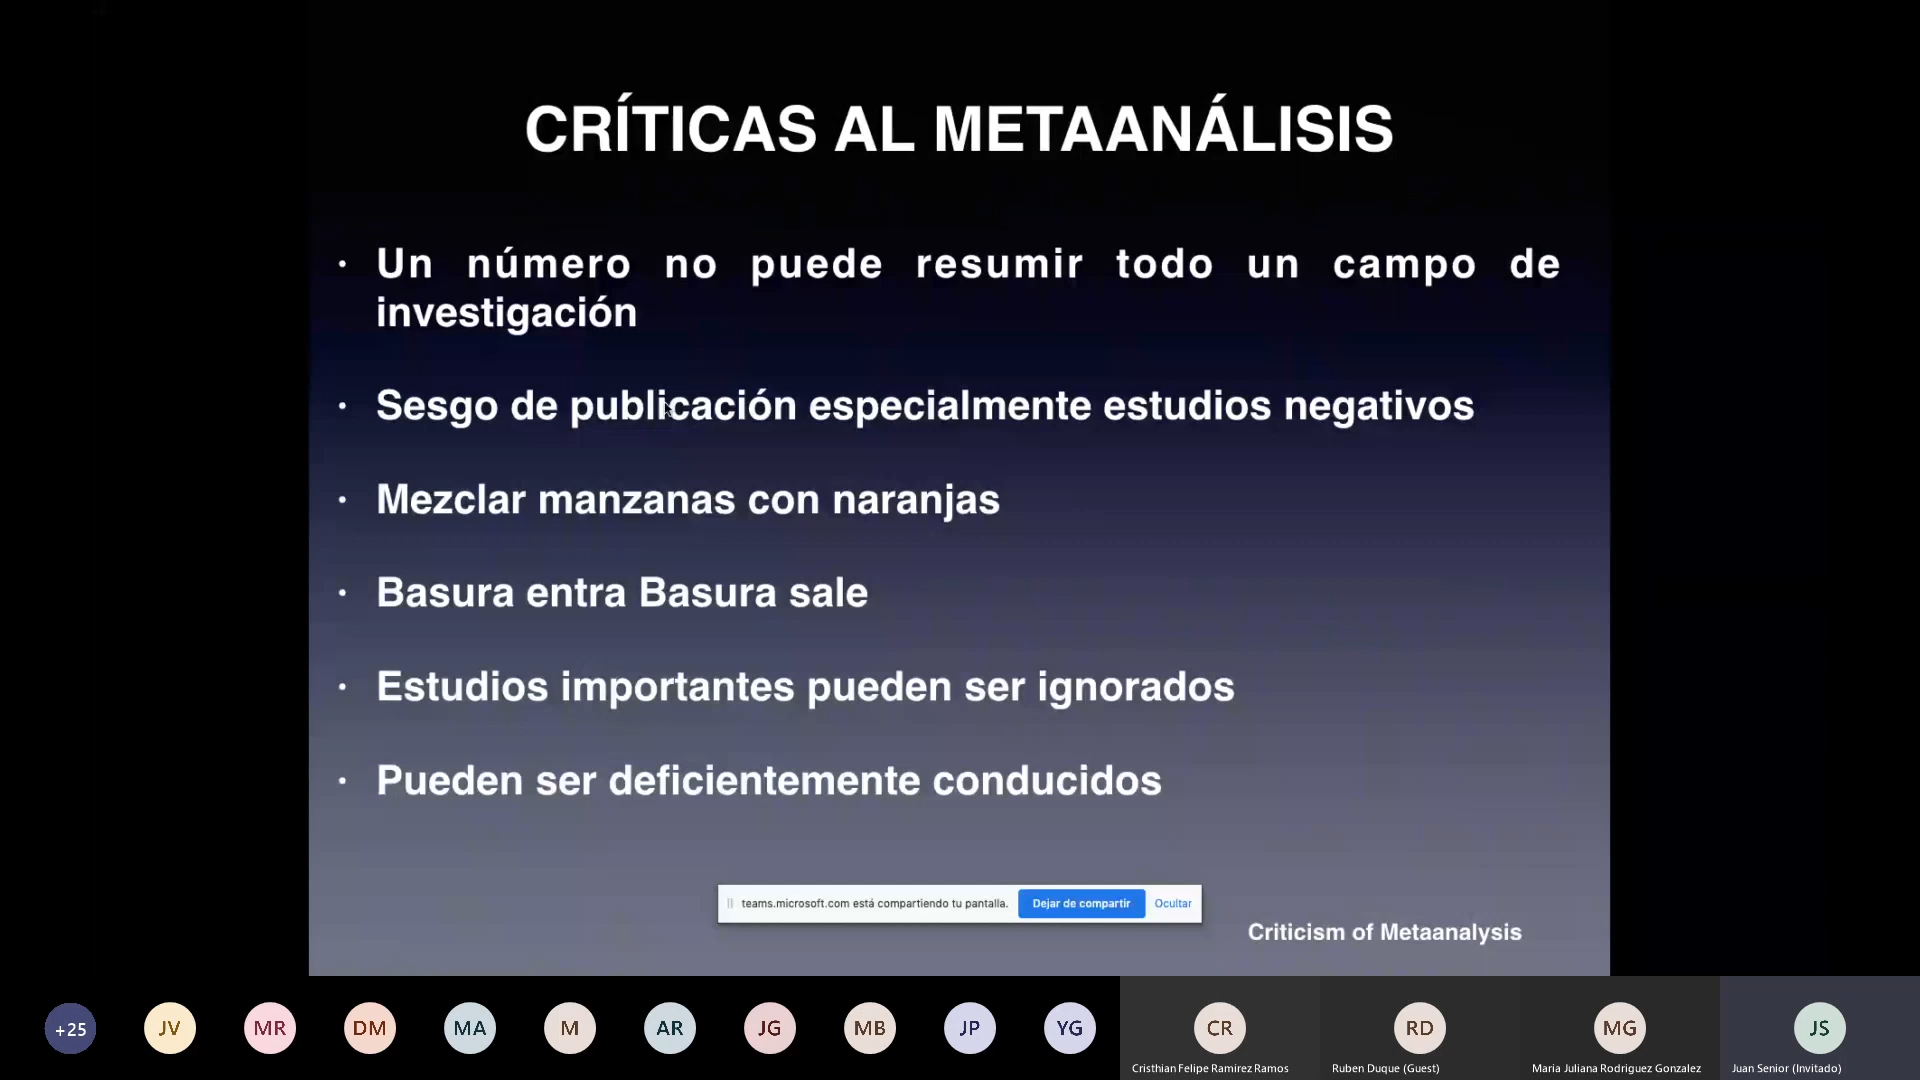 CRÍTICAS AL METAANÁLISIS
· Un número no puede resumir todo un campo de
investigación
· Sesgo de publicación especialmente estudios negativos
· Mezclar manzanas con naranjas
· Basura entra Basura sale
· Estudios importantes pueden ser ignorados
· Pueden ser deficientemente conducidos
teams.microsoft.com está compartiendo tu pantalla. Dejar de compartir Ocultar
Criticism of Metaanalysis
+25 JV MR DM MA M AR JG MB JP YG CR RD MG JS
Cristhian Felipe Ramirez Ramos Ruben Duque (Guest) Maria Juliana Rodriguez Gonzalez Juan Senior (Invitado)